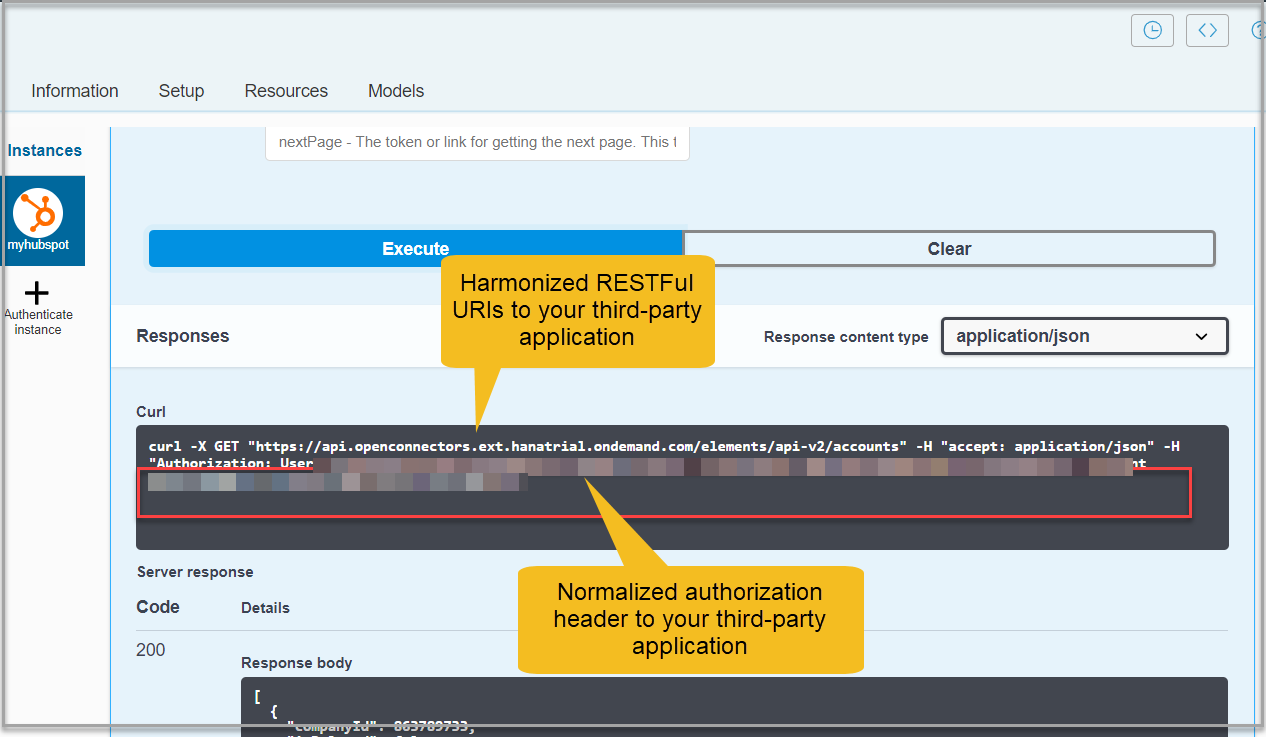 Information Setup Resources Models
Instances
nextPage - The token or link for getting the next page. This t
myhubspot
Execute Clear
Authenticate
instance
Harmonized RESTFul
URIs to your third-party
application
Responses
Response content type application/json
Curl
curl -X GET "https://api.openconnectors.ext.hanatrial.ondemand.com/elements/api-v2/accounts" -H "accept: application/json" -H
"Authorization: User
Normalized authorization
header to your third-party
application
Server response
Code Details
200
Response body
[
{
"companyId": 863789733,